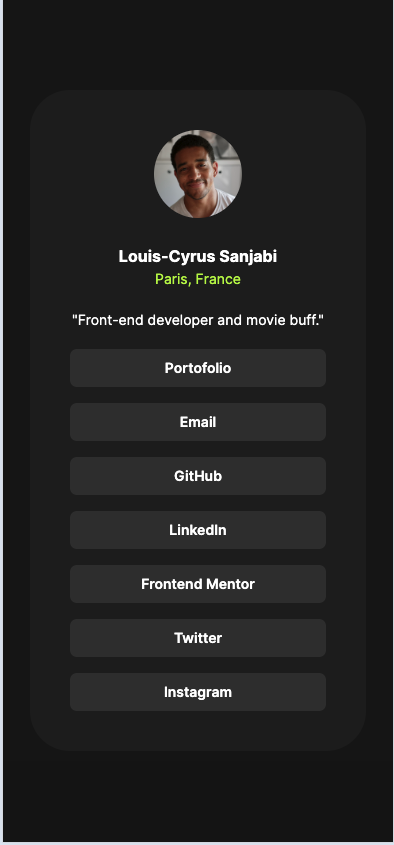 Louis-Cyrus Sanjabi
Paris, France
"Front-end developer and movie buff."
Portofolio
Email
GitHub
LinkedIn
Frontend Mentor
Twitter
Instagram